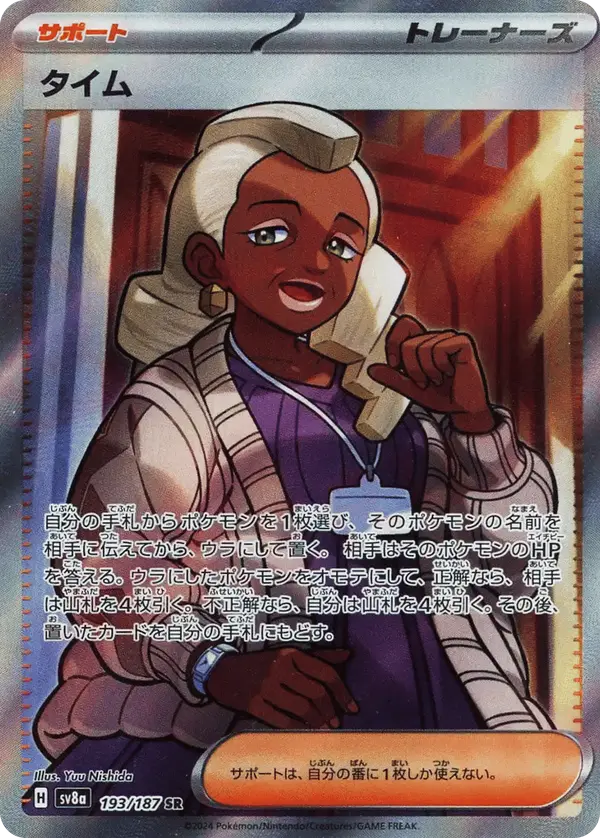 サポート
トレーナーズ
タイム
自分の手札からポケモンを1枚選び、そのポケモンの名前を
相手に伝えてから、ウラにして置く。相手はそのポケモンのHP
を答える。ウラにしたポケモンをオモテにして、正解なら、相手
は山札を4枚引く。不正解なら、自分は山札を4枚引く。その後、
置いたカードを自分の手札にもどす。
サポートは、自分の番に1枚しか使えない。
Illus. Yuu Nishida
H sv8a 193/187 SR
©2024 Pokémon/Nintendo/Creatures/GAME FREAK.